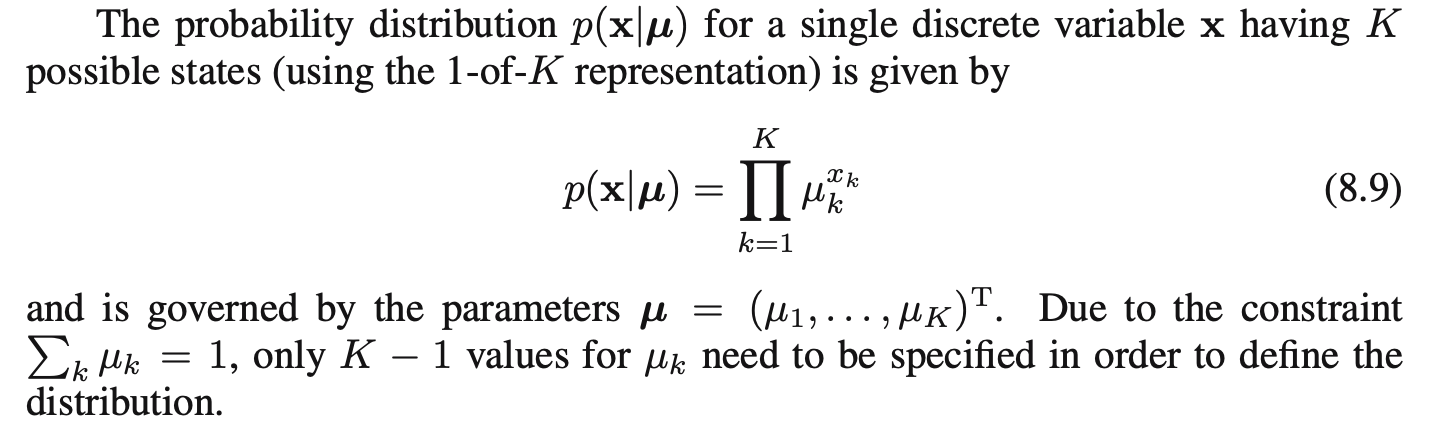 The probability distribution p(x|μ) for a single discrete variable x having K
possible states (using the 1-of-K representation) is given by
p(x|μ) = ∏_{k=1}^{K} μ_k^{x_k} (8.9)
and is governed by the parameters μ = (μ_1, . . . , μ_K)^T. Due to the constraint
∑_k μ_k = 1, only K − 1 values for μ_k need to be specified in order to define the
distribution.